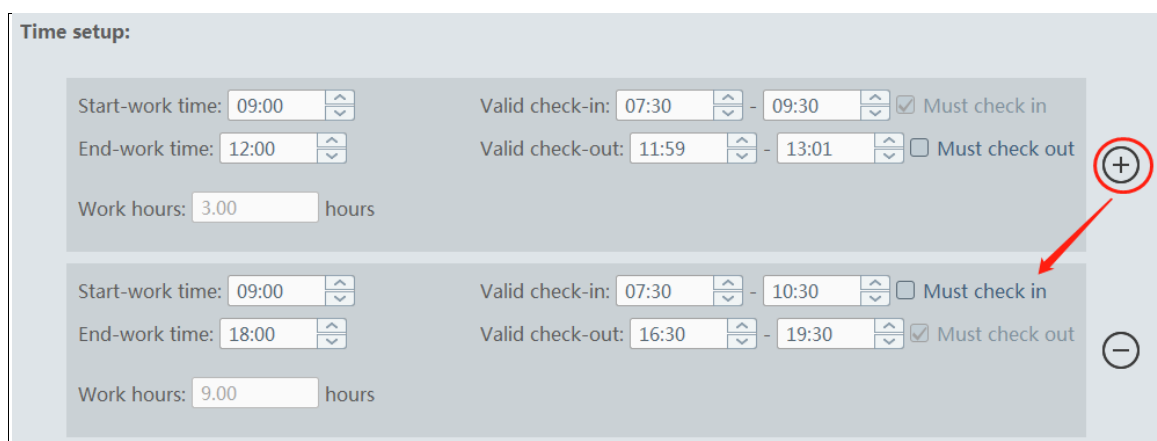 Time setup:
Start-work time: 09:00 Valid check-in: 07:30 - 09:30 Must check in
End-work time: 12:00 Valid check-out: 11:59 - 13:01 Must check out
Work hours: 3.00 hours
Start-work time: 09:00 Valid check-in: 07:30 - 10:30 Must check in
End-work time: 18:00 Valid check-out: 16:30 - 19:30 Must check out
Work hours: 9.00 hours